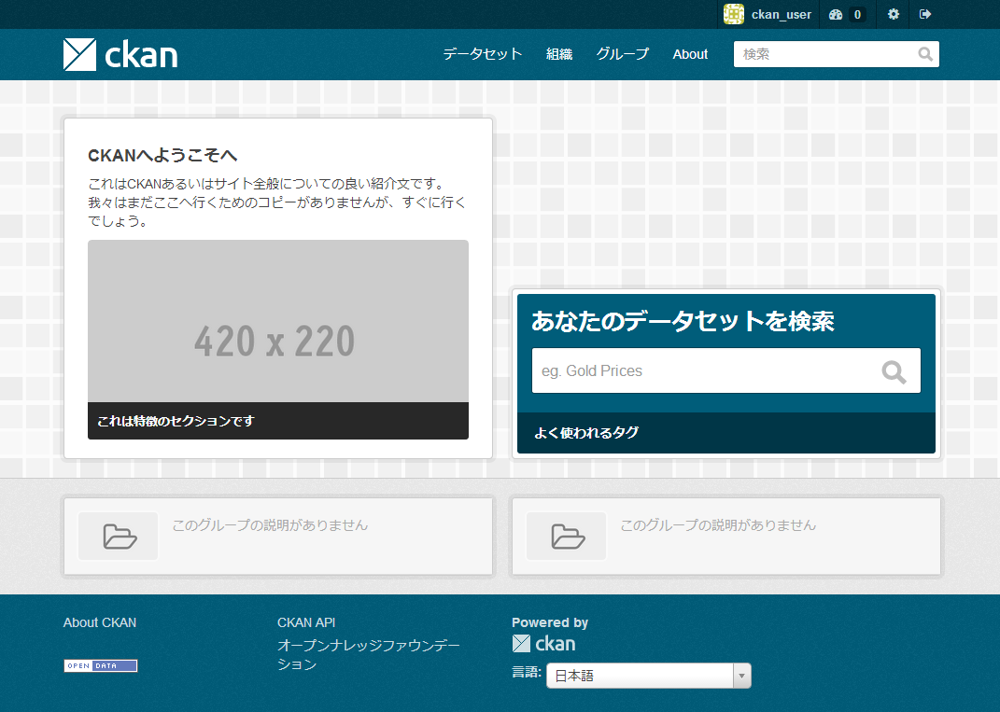 ckan_user 0
ckan データセット 組織 グループ About 検索
CKANへようこそへ
これはCKANあるいはサイト全般についての良い紹介文です。
我々はまだここへ行くためのコピーがありませんが、すぐに行く
でしょう。
420 x 220
これは特徴のセクションです
あなたのデータセットを検索
eg. Gold Prices
よく使われるタグ
このグループの説明がありません
このグループの説明がありません
About CKAN
OPEN DATA
CKAN API
オープンナレッジファウンデー
ション
Powered by
ckan
言語: 日本語